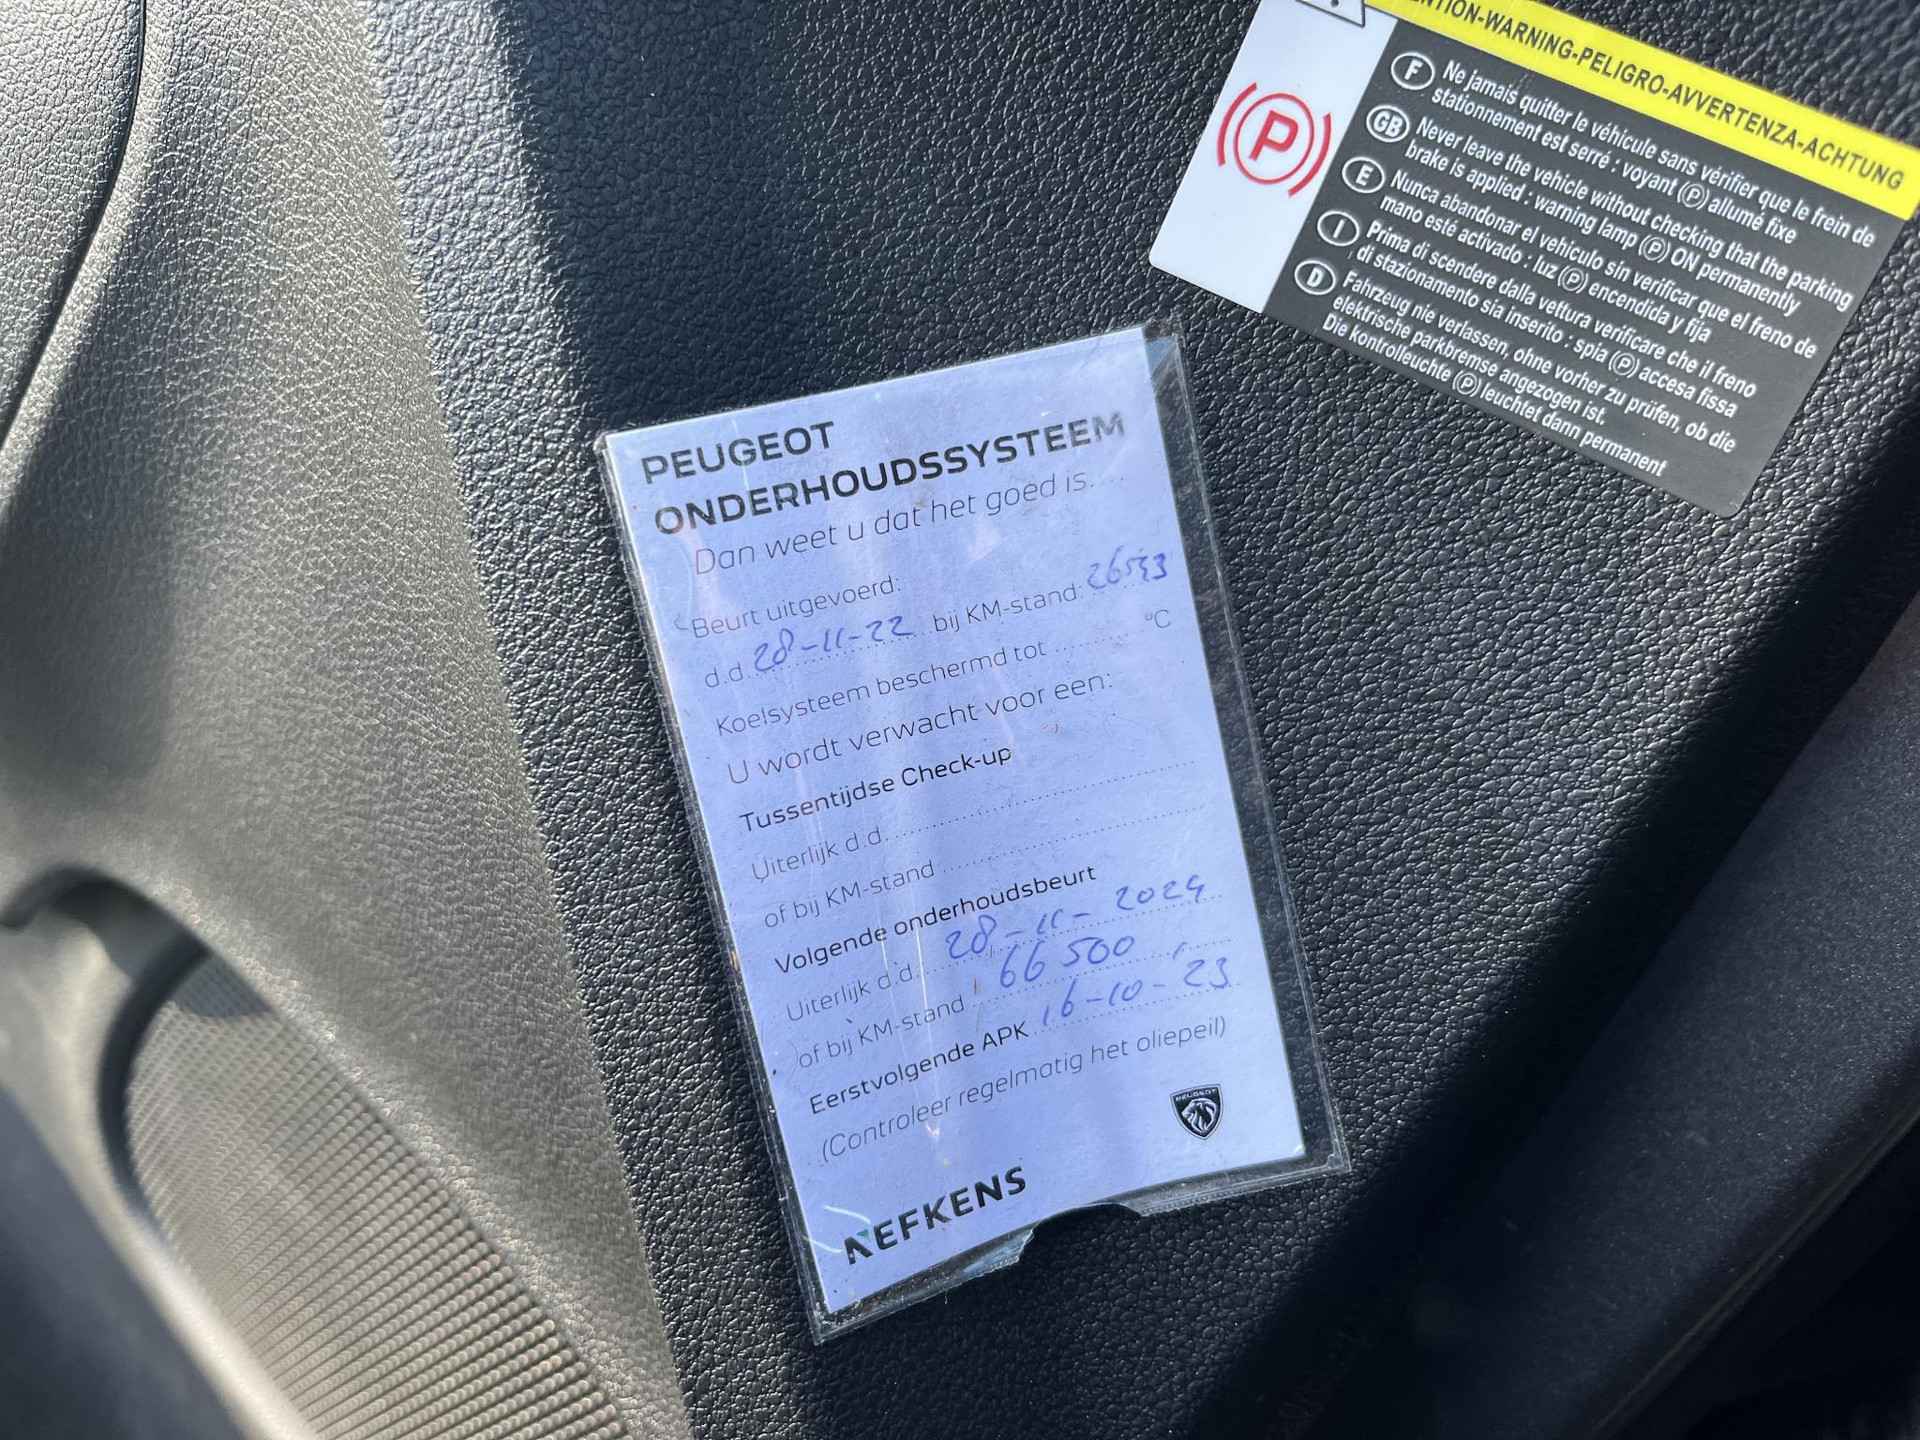 PEUGEOT
ONDERHOUDSSYSTEEM
Dan weet u dat het goed is....
Beurt uitgevoerd:
d.d. 28-11-22 bij KM-stand:
Koelsysteem beschermd tot ........... °C
U wordt verwacht voor een:
Tussentijdse Check-up
Uiterlijk d.d.
of bij KM-stand
Volgende onderhoudsbeurt
Uiterlijk d.d. 28-11-2024
of bij KM-stand 66 500
Eerstvolgende APK 16-10-'23
(Controleer regelmatig het oliepeil)
PEUGEOT
NEFKENS
-WARNING-PELIGRO-AVVERTENZA-ACHTUNG
(P)
F Ne jamais quitter le véhicule sans vérifier que le frein de
stationnement est serré : voyant (P) allumé fixe
GB Never leave the vehicle without checking that the parking
brake is applied : warning lamp (P) ON permanently
E Nunca abandonar el vehiculo sin verificar que el freno de
mano esté activado : luz (P) encendida y fija
I Prima di scendere dalla vettura verificare che il freno
di stazionamento sia inserito : spia (P) accesa fissa
D Fahrzeug nie verlassen, ohne vorher zu prüfen, ob die
elektrische parkbremse angezogen ist.
Die kontrolleuchte (P) leuchtet dann permanent